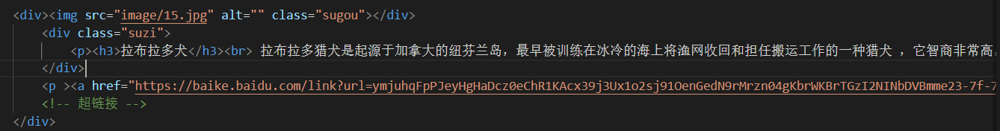 <div><img src="image/15.jpg" alt="" class="sugou"></div>
<div class="suzi">
<p><h3>拉布拉多犬</h3><br> 拉布拉多猎犬是起源于加拿大的纽芬兰岛，最早被训练在冰冷的海上将渔网收回和担任搬运工作的一种猎犬 ，它智商非常高
</div>
<p ><a href="https://baike.baidu.com/link?url=ymjuhqFpPJeyHgHaDcz0eChR1KAcx39j3Ux1o2sj91OenGedN9rMrzn04gKbrWKBrTGzI2NINbDVBmme23-7f-7
<!-- 超链接 -->
</div>